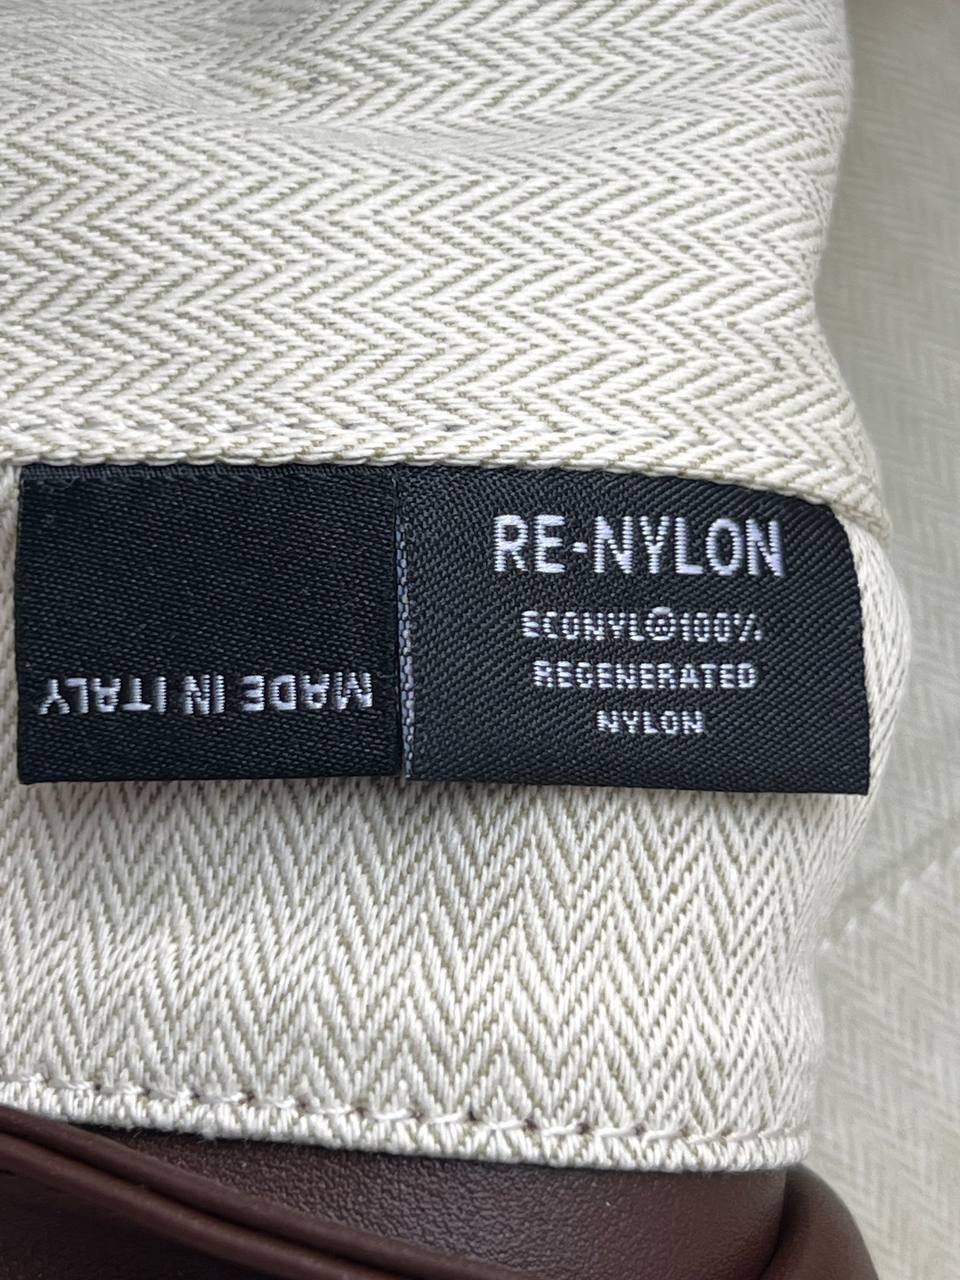 RE-NYLON
ECONYL®100%
REGENERATED
NYLON
MADE IN ITALY